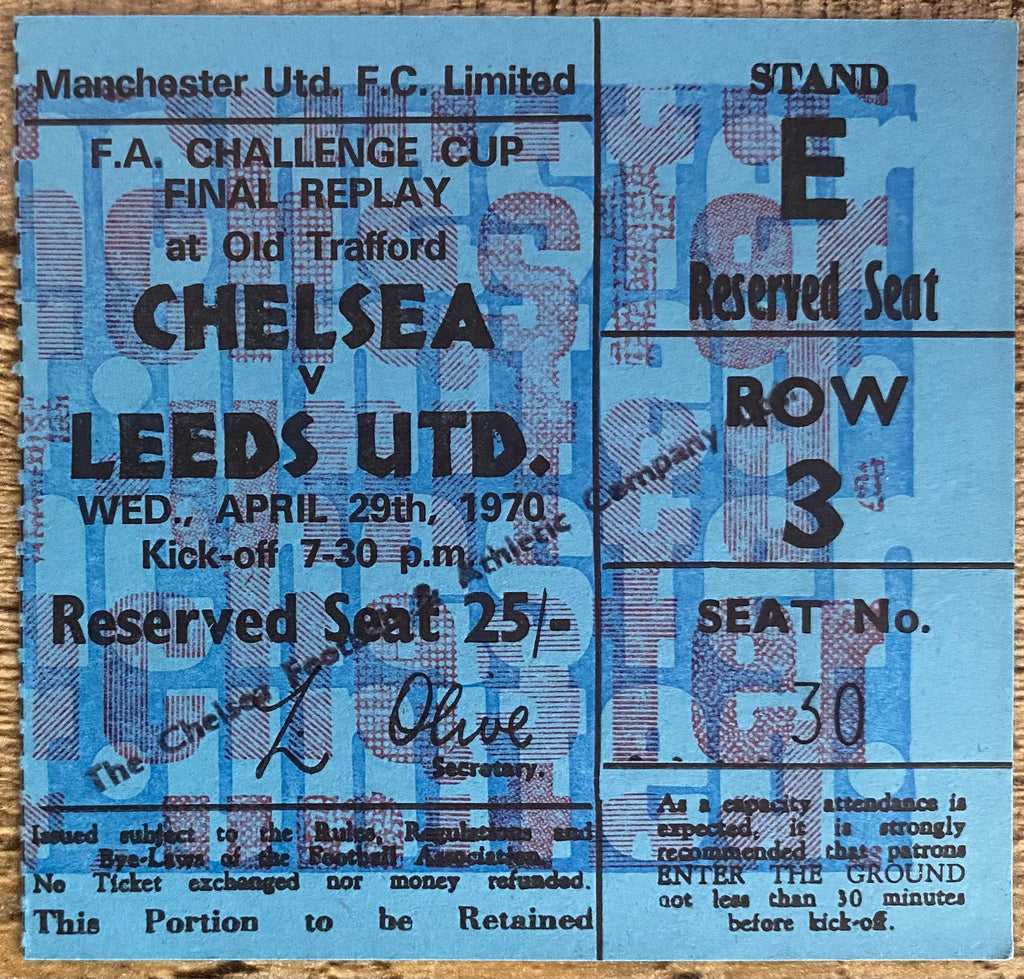 Manchester Utd. F.C. Limited
F.A. CHALLENGE CUP
FINAL REPLAY
at Old Trafford
CHELSEA
v
LEEDS UTD.
WED., APRIL 29th, 1970
Kick-off 7-30 p.m.
Reserved Seat 25/-
L. Olive
Secretary.
The Chelsea Football & Athletic Company
Issued subject to the Rules, Regulations and
Bye-Laws of the Football Association.
No Ticket exchanged nor money refunded.
This Portion to be Retained
STAND
E
Reserved Seat
ROW
3
SEAT No.
30
As a capacity attendance is
expected, it is strongly
recommended that patrons
ENTER THE GROUND
not less than 30 minutes
before kick-off.